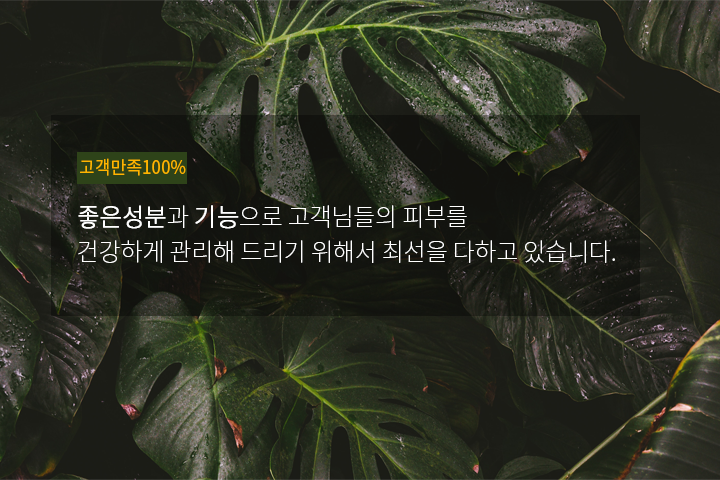 고객만족100%
좋은성분과 기능으로 고객님들의 피부를
건강하게 관리해 드리기 위해서 최선을 다하고 있습니다.